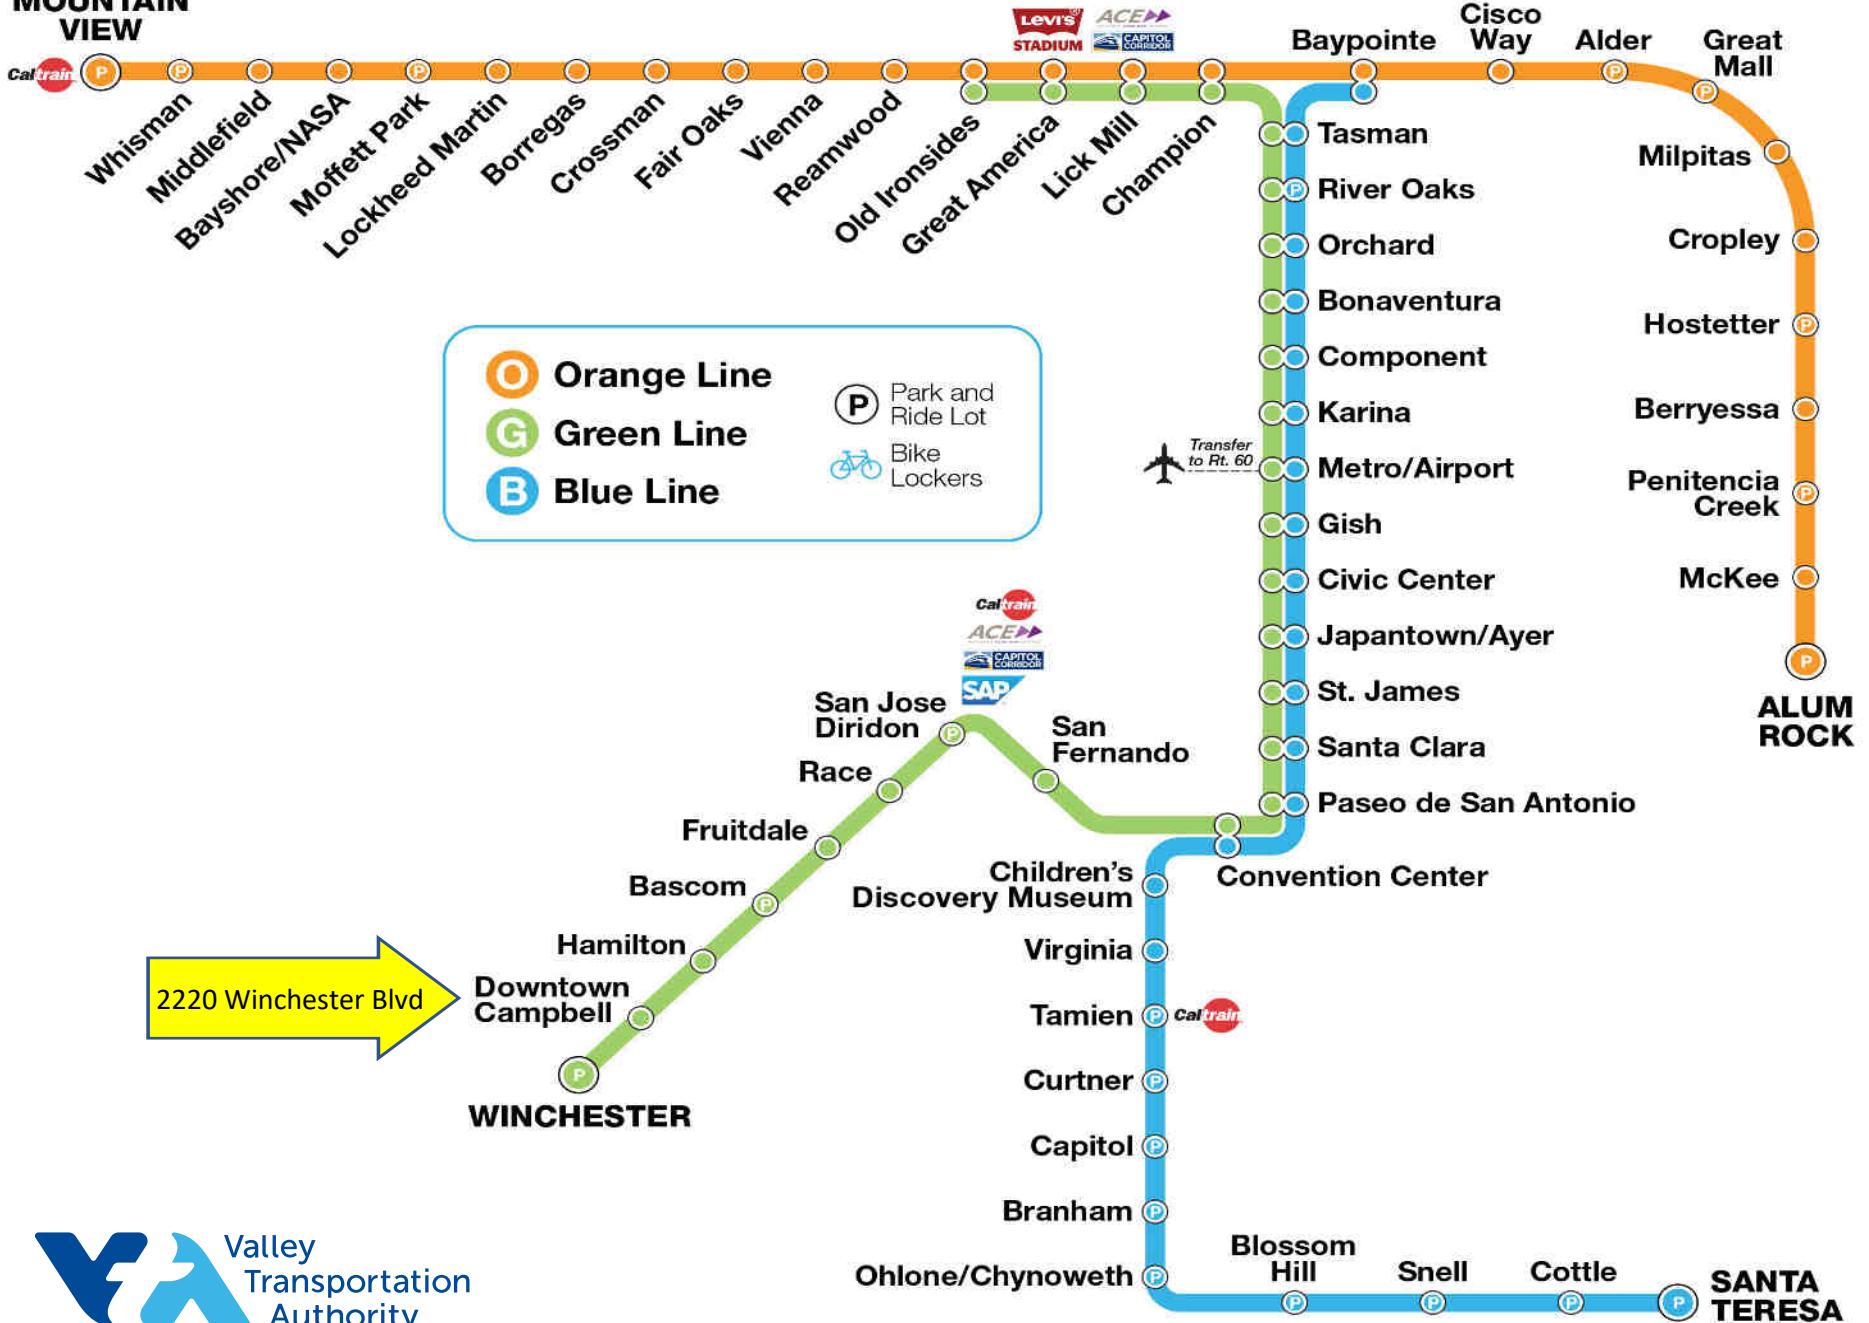 MOUNTAIN
VIEW
Caltrain
P
Whisman
Middlefield
Bayshore/NASA
Moffett Park
Lockheed Martin
Borregas
Crossman
Fair Oaks
Vienna
Reamwood
Old Ironsides
Great America
Lick Mill
Champion
LEVI'S
STADIUM
ACE
CAPITOL
CORRIDOR
Baypointe
Cisco
Way
Alder
Great
Mall
Milpitas
Cropley
Hostetter
Berryessa
Penitencia
Creek
McKee
ALUM
ROCK
Tasman
River Oaks
Orchard
Bonaventura
Component
Karina
Transfer
to Rt. 60
Metro/Airport
Gish
Civic Center
Japantown/Ayer
St. James
Santa Clara
Paseo de San Antonio
Convention Center
O Orange Line
G Green Line
B Blue Line
P Park and
Ride Lot
Bike
Lockers
Caltrain
ACE
CAPITOL
CORRIDOR
SAP
San Jose
Diridon
San
Fernando
Race
Fruitdale
Bascom
Hamilton
Downtown
Campbell
2220 Winchester Blvd
WINCHESTER
Children's
Discovery Museum
Virginia
Tamien
Caltrain
Curtner
Capitol
Branham
Ohlone/Chynoweth
Blossom
Hill
Snell
Cottle
SANTA
TERESA
VTA
Valley
Transportation
Authority